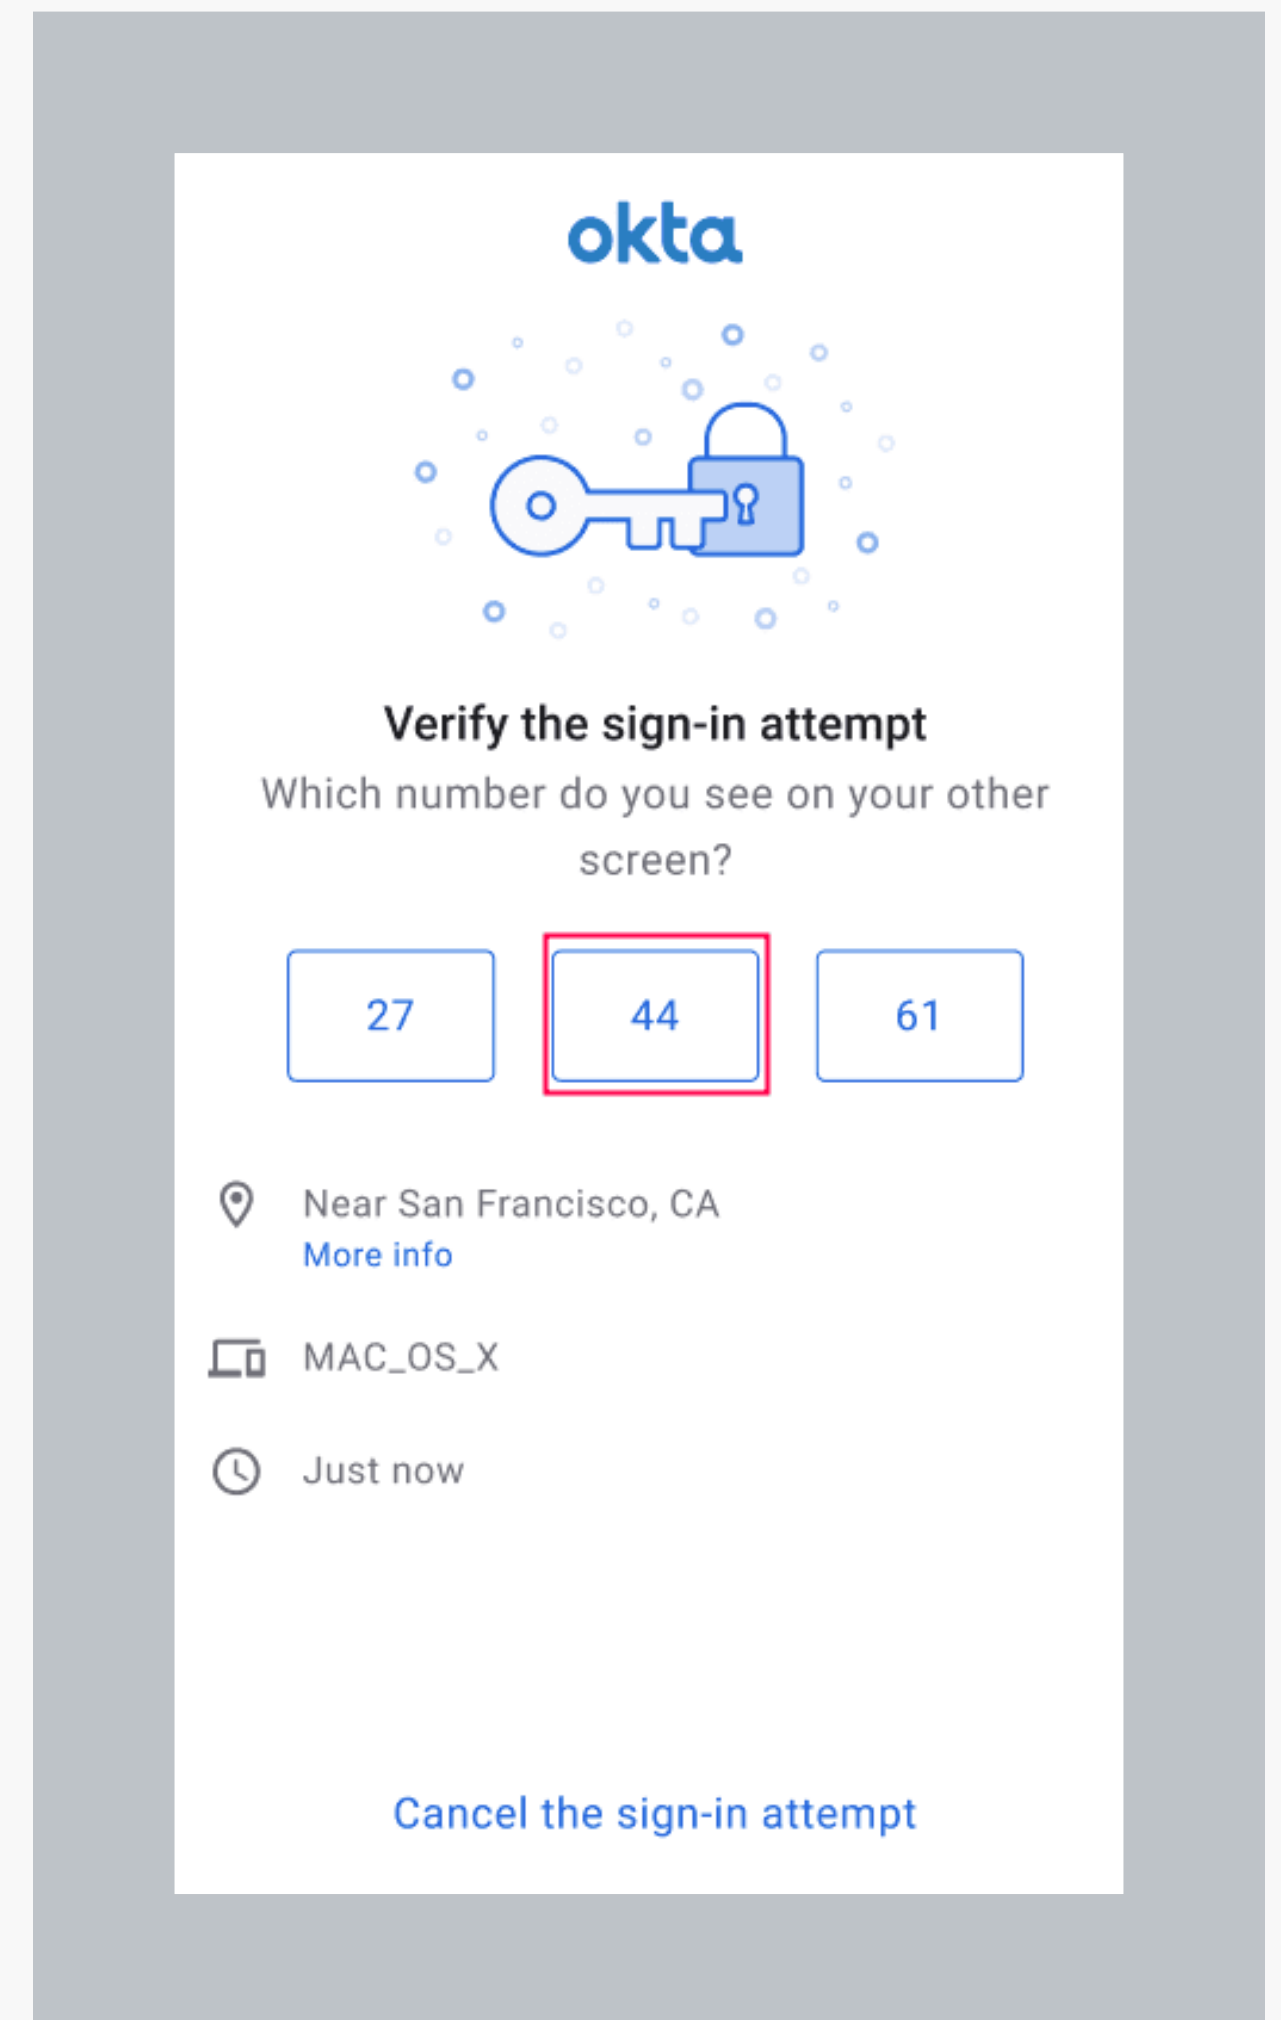 okta
Verify the sign-in attempt
Which number do you see on your other
screen?
27 44 61
Near San Francisco, CA
More info
MAC_OS_X
Just now
Cancel the sign-in attempt